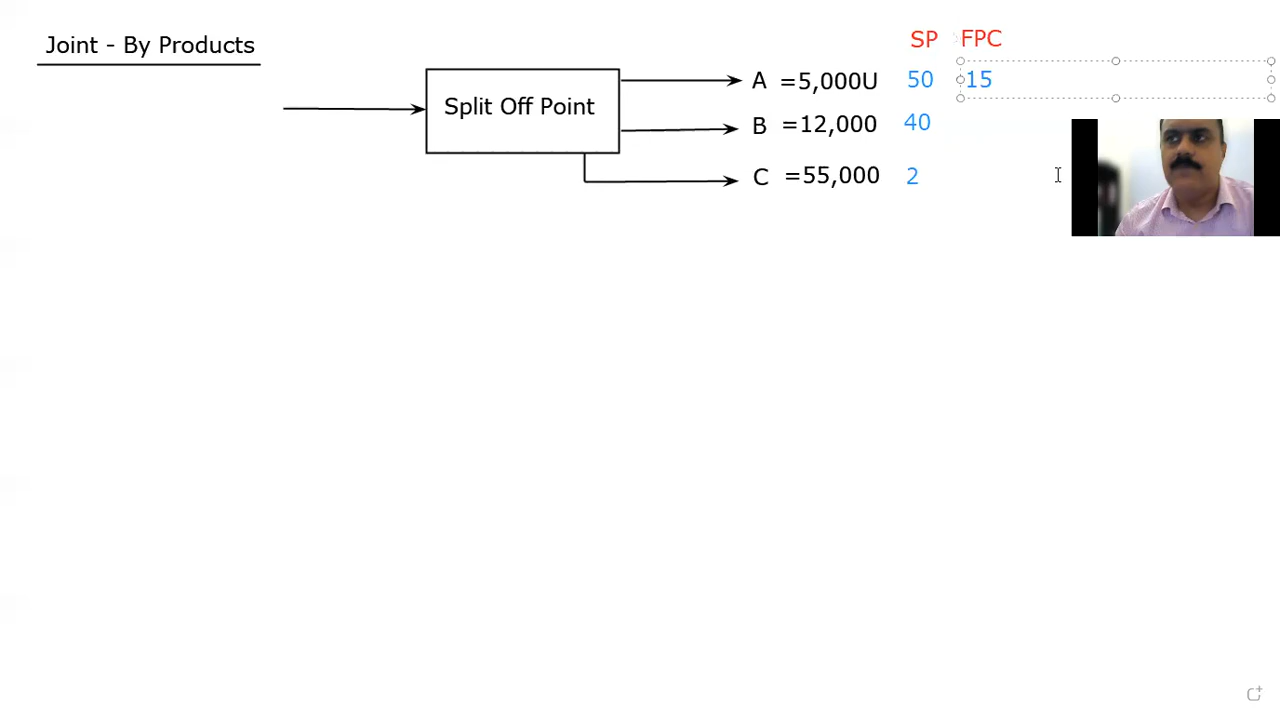 Joint - By Products
SP FPC
Split Off Point
A =5,000U 50 15
B =12,000 40
C =55,000 2